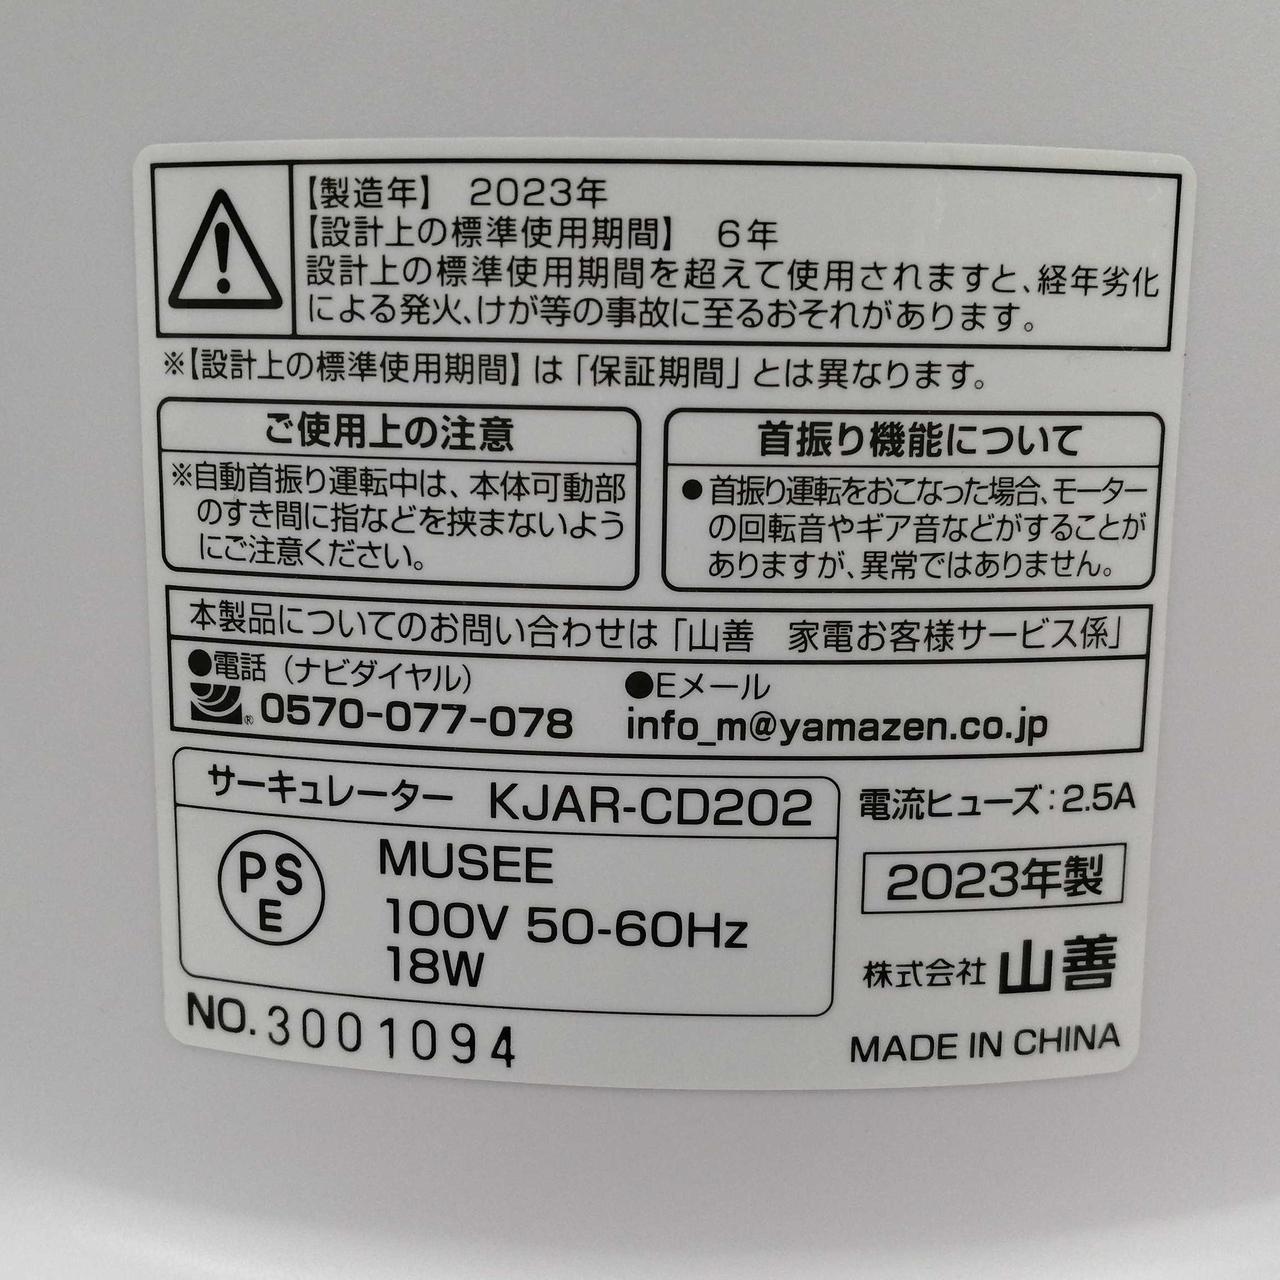 【製造年】 2023年
【設計上の標準使用期間】 6年
設計上の標準使用期間を超えて使用されますと、経年劣化
による発火、けが等の事故に至るおそれがあります。
※【設計上の標準使用期間】は「保証期間」とは異なります。
ご使用上の注意
※自動首振り運転中は、本体可動部
のすき間に指などを挟まないよう
にご注意ください。
首振り機能について
●首振り運転をおこなった場合、モーター
の回転音やギア音などがすることが
ありますが、異常ではありません。
本製品についてのお問い合わせは「山善 家電お客様サービス係」
●電話（ナビダイヤル）
® 0570-077-078
●Eメール
info_m@yamazen.co.jp
サーキュレーター KJAR-CD202
PS
E
MUSEE
100V 50-60Hz
18W
NO.3001094
電流ヒューズ：2.5A
2023年製
株式会社 山善
MADE IN CHINA